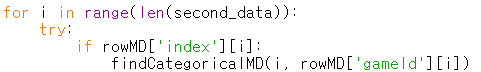 for i in range(len(second_data)):
    try:
        if rowMD['index'][i]:
            findCategoricalMD(i, rowMD['gameId'][i])